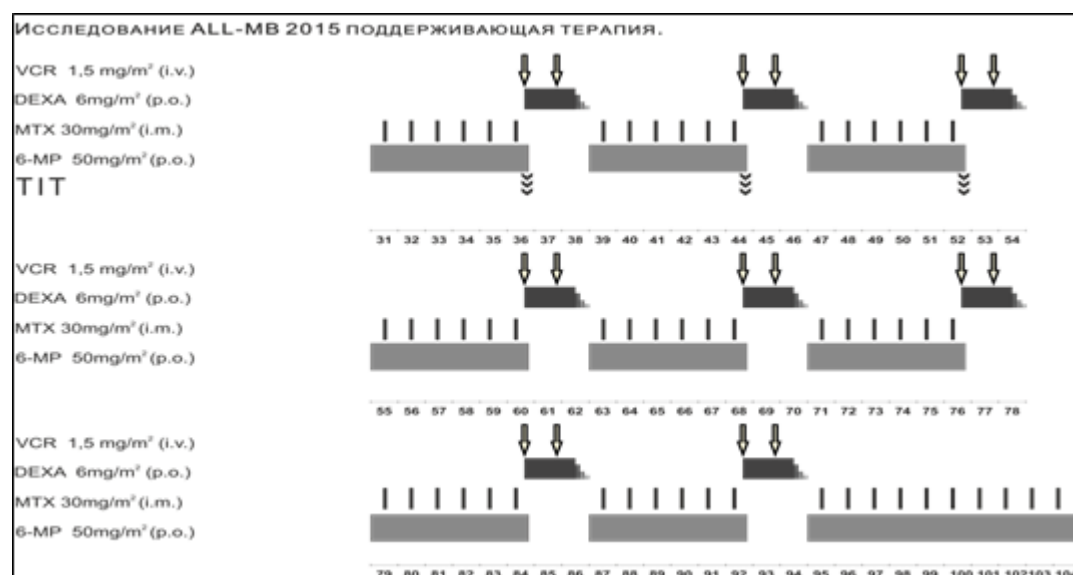 ИССЛЕДОВАНИЕ ALL-MB 2015 ПОДДЕРЖИВАЮЩАЯ ТЕРАПИЯ.
VCR 1,5 mg/m² (i.v.)
DEXA 6mg/m² (p.o.)
MTX 30mg/m² (i.m.)
6-MP 50mg/m² (p.o.)
TIT
31 32 33 34 35 36 37 38 39 40 41 42 43 44 45 46 47 48 49 50 51 52 53 54
VCR 1,5 mg/m² (i.v.)
DEXA 6mg/m² (p.o.)
MTX 30mg/m² (i.m.)
6-MP 50mg/m² (p.o.)
55 56 57 58 59 60 61 62 63 64 65 66 67 68 69 70 71 72 73 74 75 76 77 78
VCR 1,5 mg/m² (i.v.)
DEXA 6mg/m² (p.o.)
MTX 30mg/m² (i.m.)
6-MP 50mg/m² (p.o.)
79 80 81 82 83 84 85 86 87 88 89 90 91 92 93 94 95 96 97 98 99 100 101 102 103 104